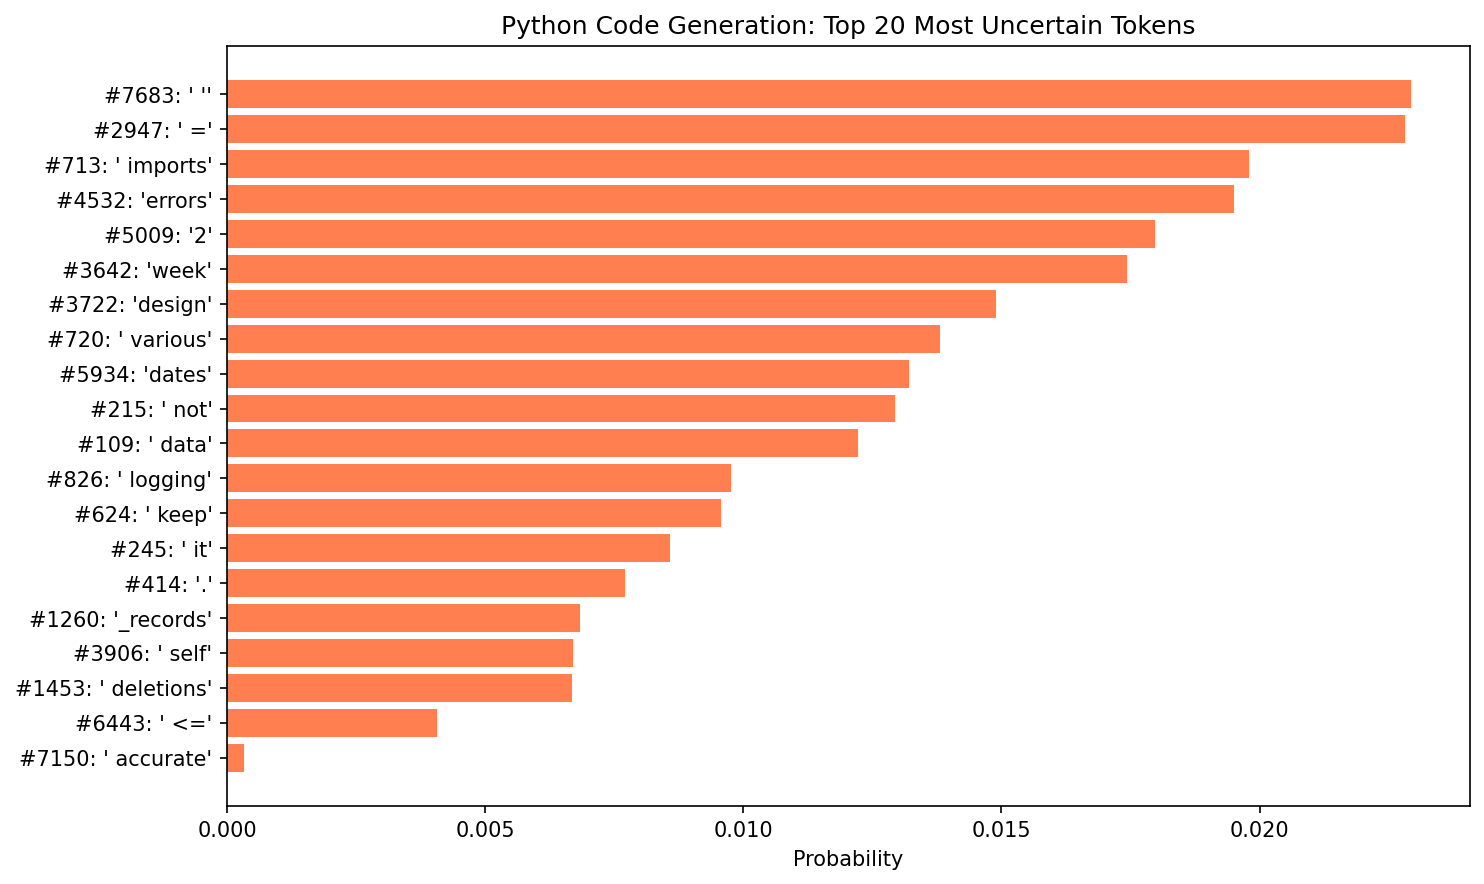 Python Code Generation: Top 20 Most Uncertain Tokens
#7683: ' ''
#2947: ' ='
#713: ' imports'
#4532: 'errors'
#5009: '2'
#3642: 'week'
#3722: 'design'
#720: ' various'
#5934: 'dates'
#215: ' not'
#109: ' data'
#826: ' logging'
#624: ' keep'
#245: ' it'
#414: '.'
#1260: '_records'
#3906: ' self'
#1453: ' deletions'
#6443: ' <='
#7150: ' accurate'
0.000 0.005 0.010 0.015 0.020
Probability